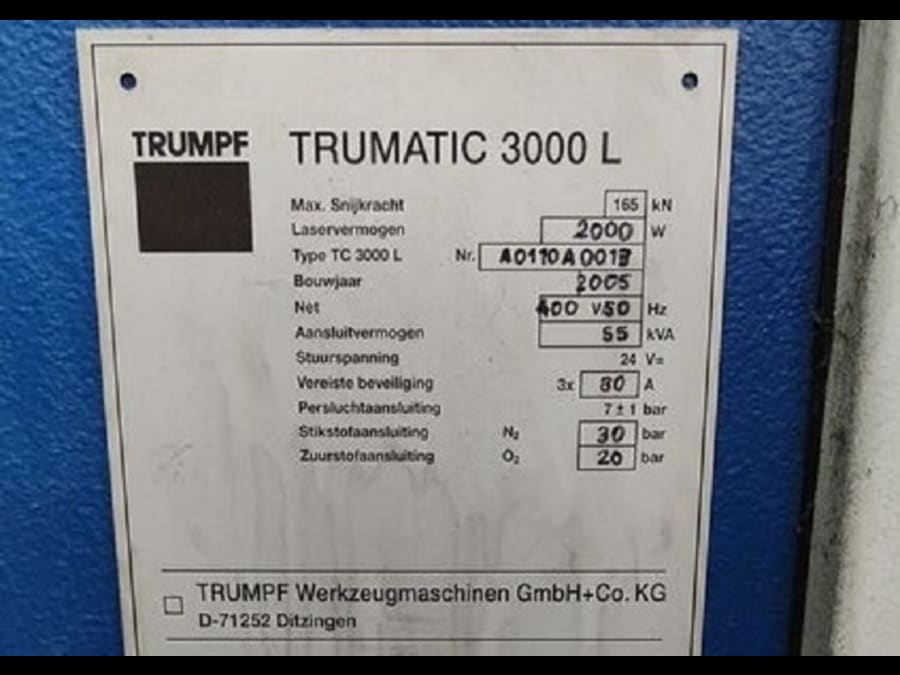 TRUMPF TRUMATIC 3000 L
Max. Snijkracht 165 kN
Laservermogen 2000 W
Type TC 3000 L Nr. A0110A0013
Bouwjaar 2005
Net 400 V 50 Hz
Aansluitvermogen 55 kVA
Stuurspanning 24 V=
Vereiste beveiliging 3x 80 A
Persluchtaansluiting 7 ± 1 bar
Stikstofaansluiting N₂ 30 bar
Zuurstofaansluiting O₂ 20 bar
TRUMPF Werkzeugmaschinen GmbH+Co. KG
D-71252 Ditzingen